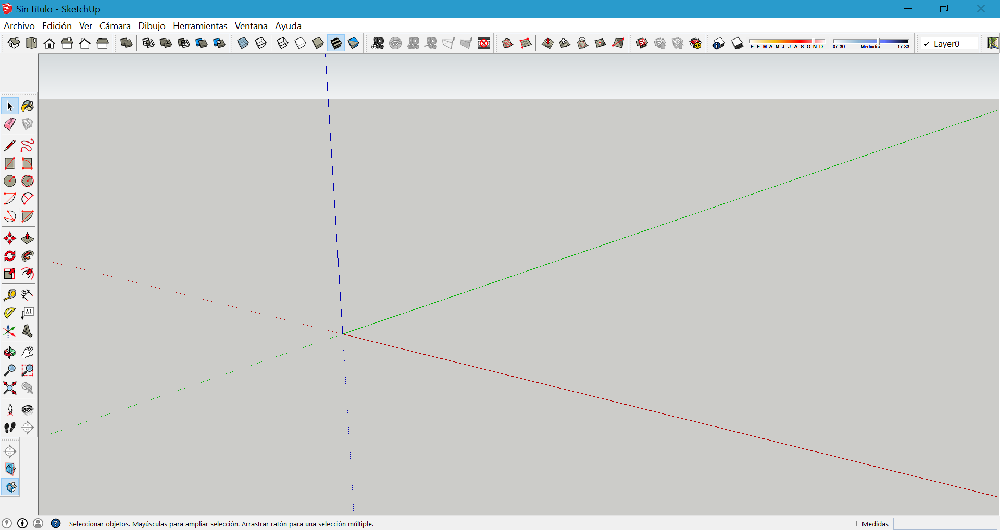 Sin título - SketchUp
Archivo Edición Ver Cámara Dibujo Herramientas Ventana Ayuda
E F M A M J J A S O N D
07:36 Mediodía 17:33
Layer0
A1
Seleccionar objetos. Mayúsculas para ampliar selección. Arrastrar ratón para una selección múltiple.
Medidas